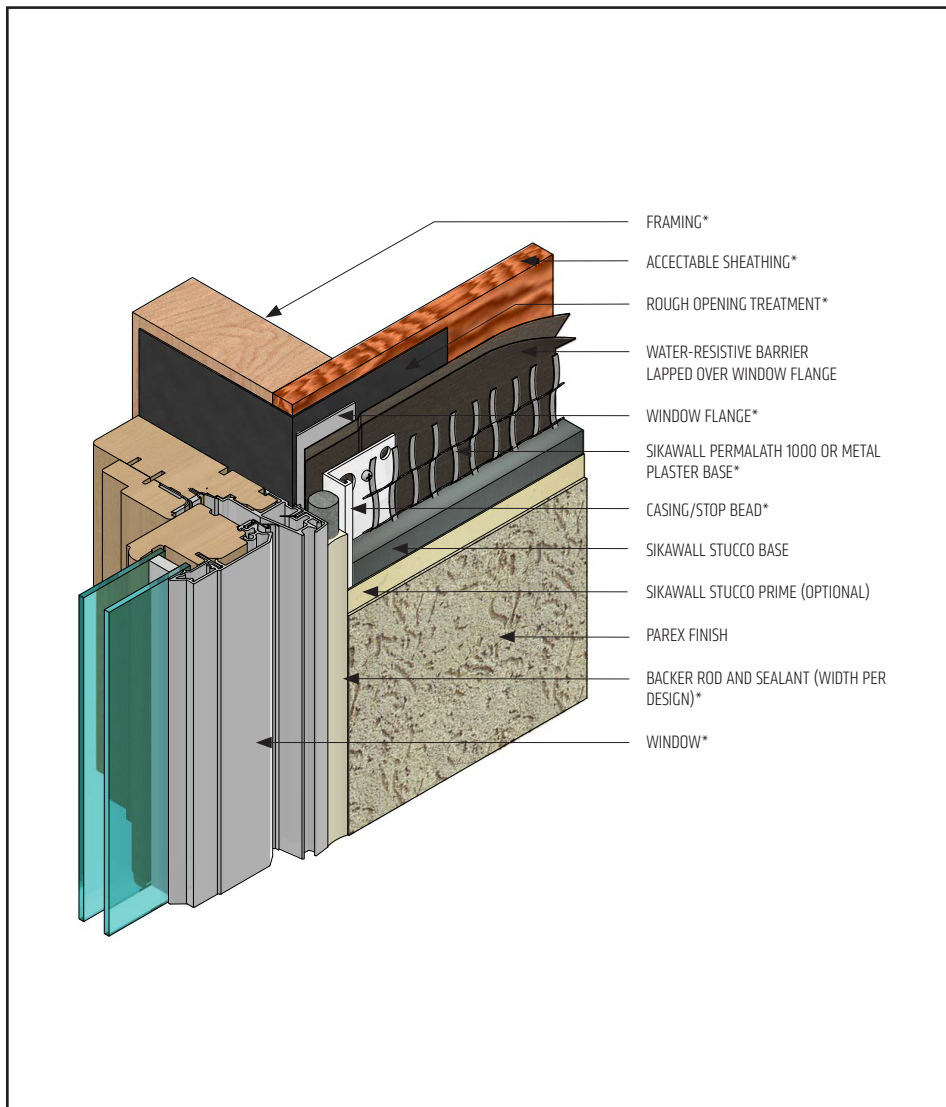 FRAMING*
ACCECTABLE SHEATHING*
ROUGH OPENING TREATMENT*
WATER-RESISTIVE BARRIER
LAPPED OVER WINDOW FLANGE
WINDOW FLANGE*
SIKAWALL PERMALATH 1000 OR METAL
PLASTER BASE*
CASING/STOP BEAD*
SIKAWALL STUCCO BASE
SIKAWALL STUCCO PRIME (OPTIONAL)
PAREX FINISH
BACKER ROD AND SEALANT (WIDTH PER
DESIGN)*
WINDOW*